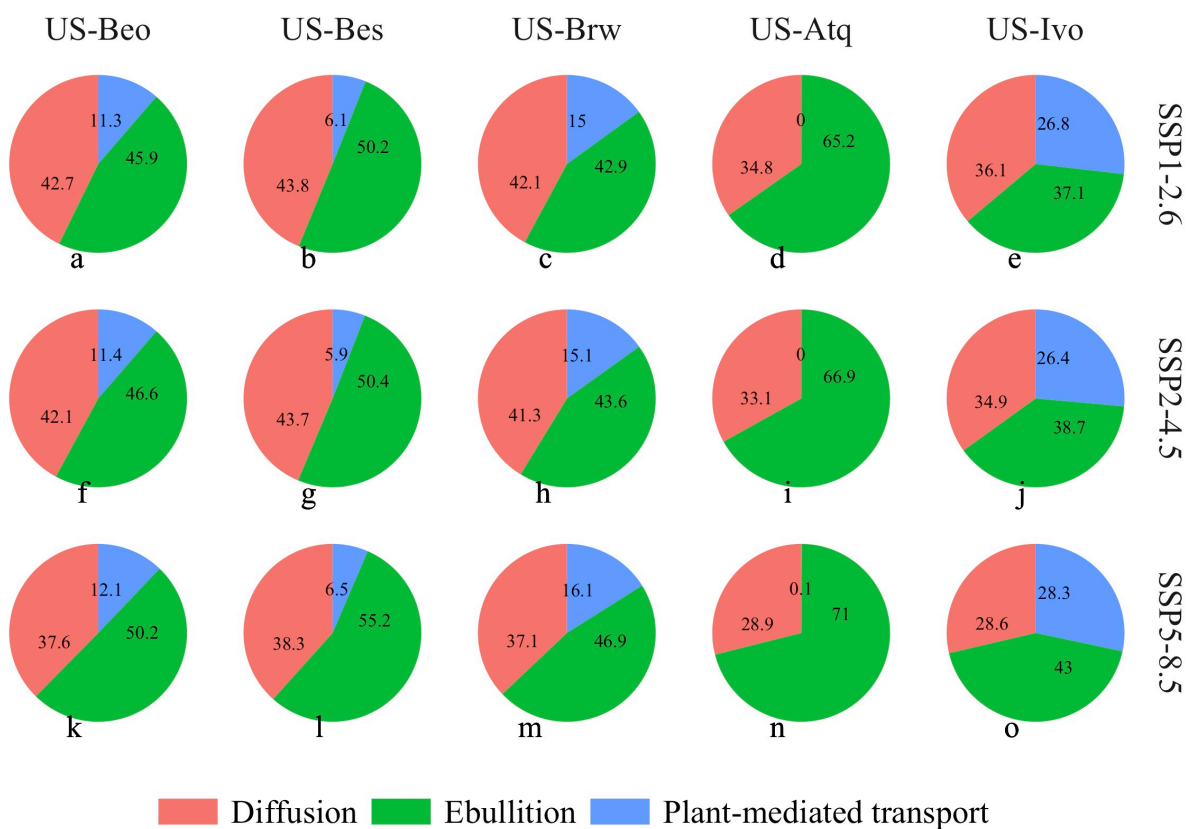 US-Beo US-Bes US-Brw US-Atq US-Ivo
11.3 45.9 42.7
6.1 50.2 43.8
15 42.9 42.1
0 65.2 34.8
26.8 37.1 36.1
SSP1-2.6
a b c d e
11.4 46.6 42.1
5.9 50.4 43.7
15.1 43.6 41.3
0 66.9 33.1
26.4 38.7 34.9
SSP2-4.5
f g h i j
12.1 50.2 37.6
6.5 55.2 38.3
16.1 46.9 37.1
0.1 71 28.9
28.3 43 28.6
SSP5-8.5
k l m n o
Diffusion Ebullition Plant-mediated transport